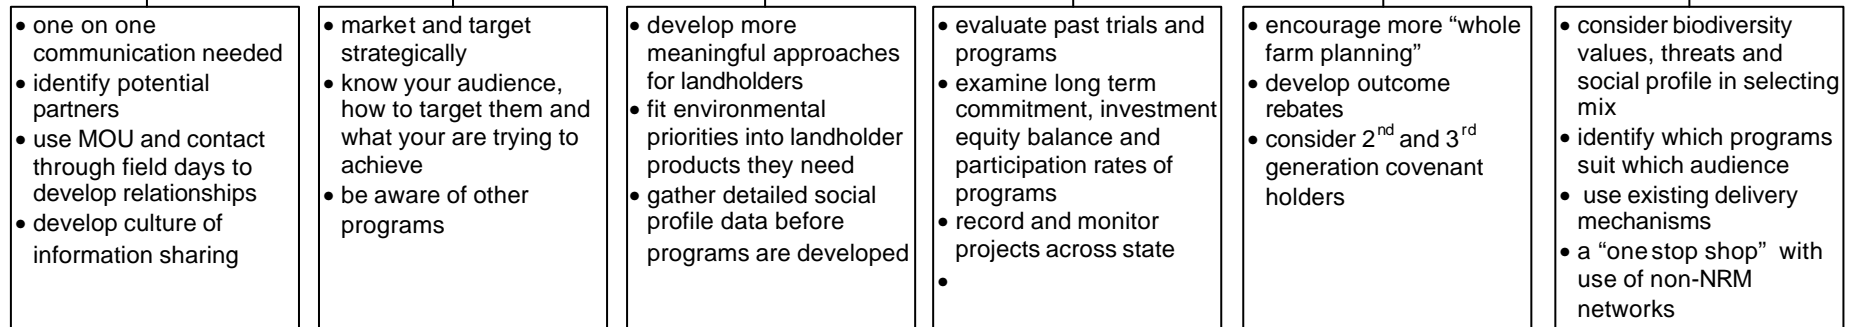 • one on one
communication needed
• identify potential
partners
• use MOU and contact
through field days to
develop relationships
• develop culture of
information sharing
• market and target
strategically
• know your audience,
how to target them and
what your are trying to
achieve
• be aware of other
programs
• develop more
meaningful approaches
for landholders
• fit environmental
priorities into landholder
products they need
• gather detailed social
profile data before
programs are developed
• evaluate past trials and
programs
• examine long term
commitment, investment
equity balance and
participation rates of
programs
• record and monitor
projects across state
•
• encourage more “whole
farm planning”
• develop outcome
rebates
• consider 2nd and 3rd
generation covenant
holders
• consider biodiversity
values, threats and
social profile in selecting
mix
• identify which programs
suit which audience
• use existing delivery
mechanisms
• a “one stop shop” with
use of non-NRM
networks